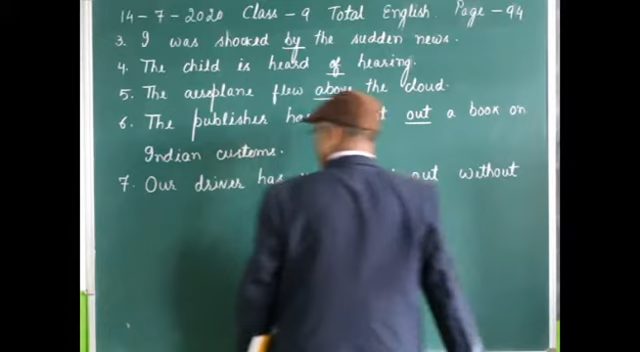 14-7-2020 Class-9 Total English. Page-94
3. I was shocked by the sudden news.
4. The child is heard of hearing.
5. The aeroplane flew above the cloud.
6. The publisher has out a book on
Indian customs.
7. Our driver has out without